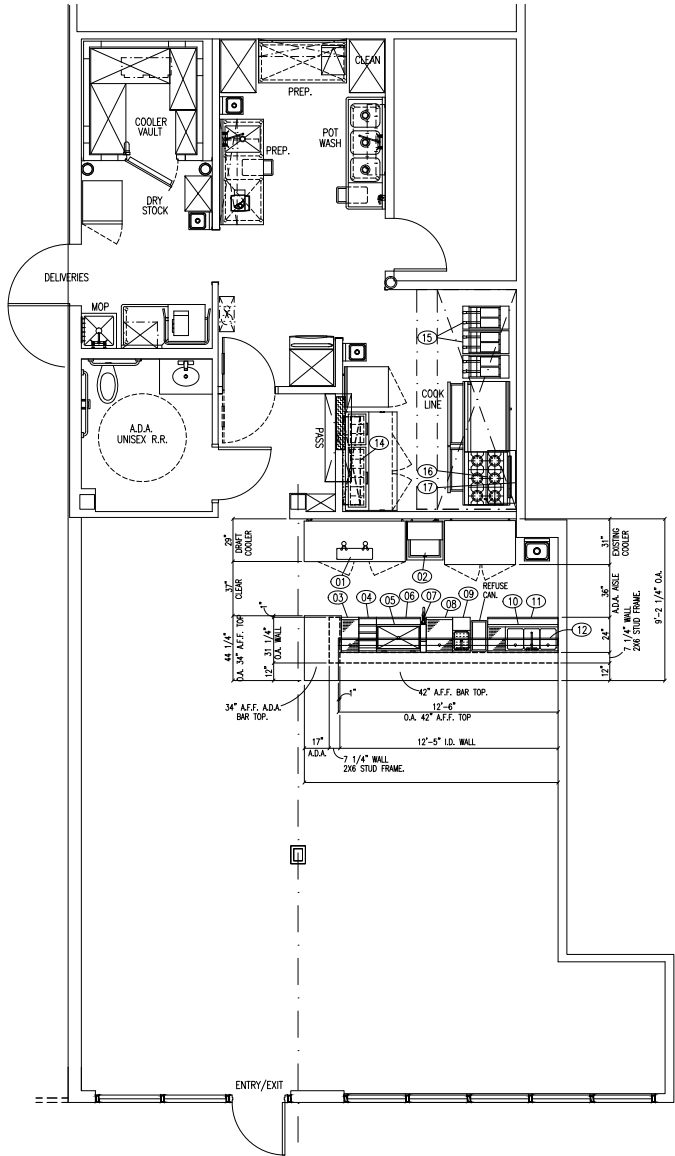 CLEAN
PREP.
COOLER
VAULT
POT
WASH
PREP.
DRY
STOCK
DELIVERIES
MOP
15
A.D.A.
UNISEX R.R.
COOK
LINE
PASS
14
16
17
29"
DRAFT
COOLER
31"
EXISTING
COOLER
01
02
37"
CLEAR
REFUSE
CAN.
36"
A.D.A. AISLE
9'-2 1/4" O.A.
03
04
05
06
07
08
09
10
11
12
1"
44 1/4"
O.A. 34" A.F.F. TOP
31 1/4"
O.A. WALL
12"
24"
7 1/4" WALL
2X6 STUD FRAME.
12"
34" A.F.F. A.D.A.
BAR TOP.
1"
42" A.F.F. BAR TOP.
12'-6"
O.A. 42" A.F.F. TOP
17"
A.D.A.
12'-5" I.D. WALL
7 1/4" WALL
2X6 STUD FRAME.
ENTRY/EXIT